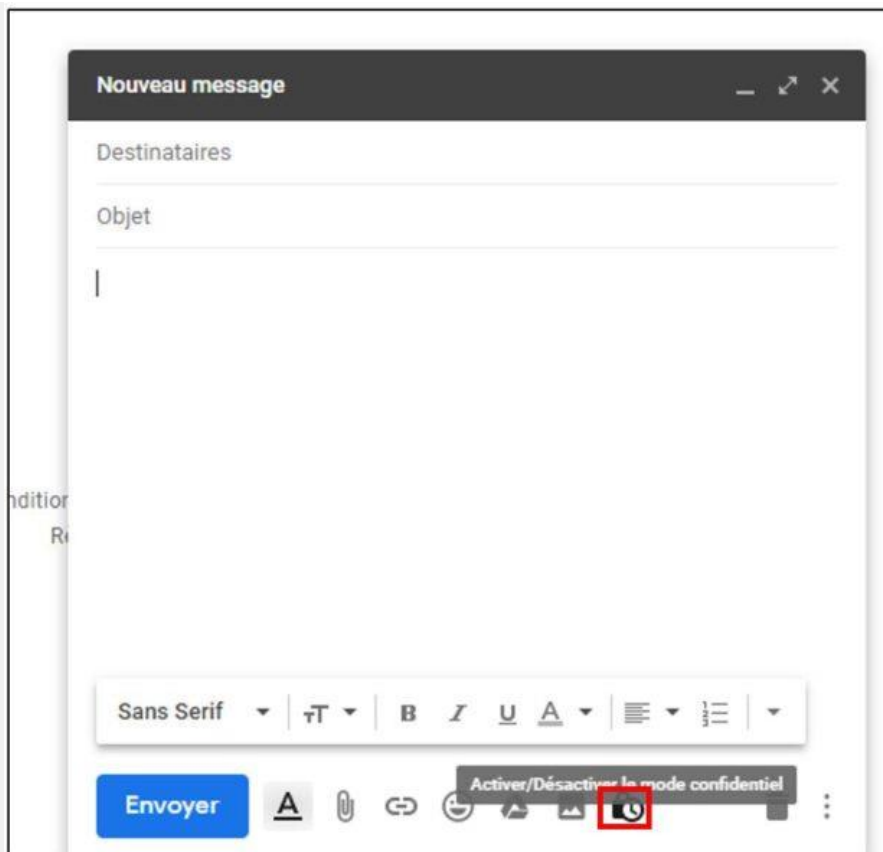 Nouveau message
Destinataires
Objet
Sans Serif
Activer/Désactiver le mode confidentiel
Envoyer